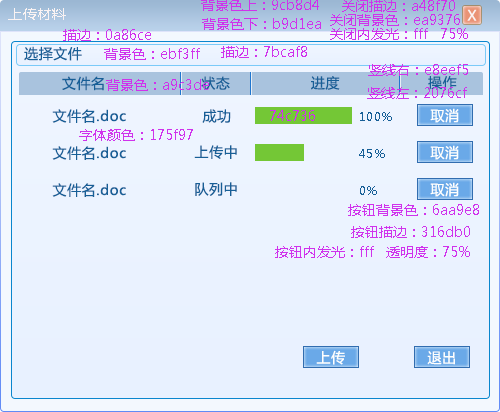 上传材料 背景色上：9cb8d4 关闭描边：a48f70 X
背景色下：b9d1ea 关闭背景色：ea9376
描边：0a86ce 关闭内发光：fff 75%
选择文件 背景色：ebf3ff 描边：7bcaf8
竖线右：e8eef5
文件名 背景色：a9c3dd 状态 进度 操作
竖线左：2076cf
文件名.doc 成功 74c736 100% 取消
字体颜色：175f97
文件名.doc 上传中 45% 取消
文件名.doc 队列中 0% 取消
按钮背景色：6aa9e8
按钮描边：316db0
按钮内发光：fff 透明度：75%
上传 退出